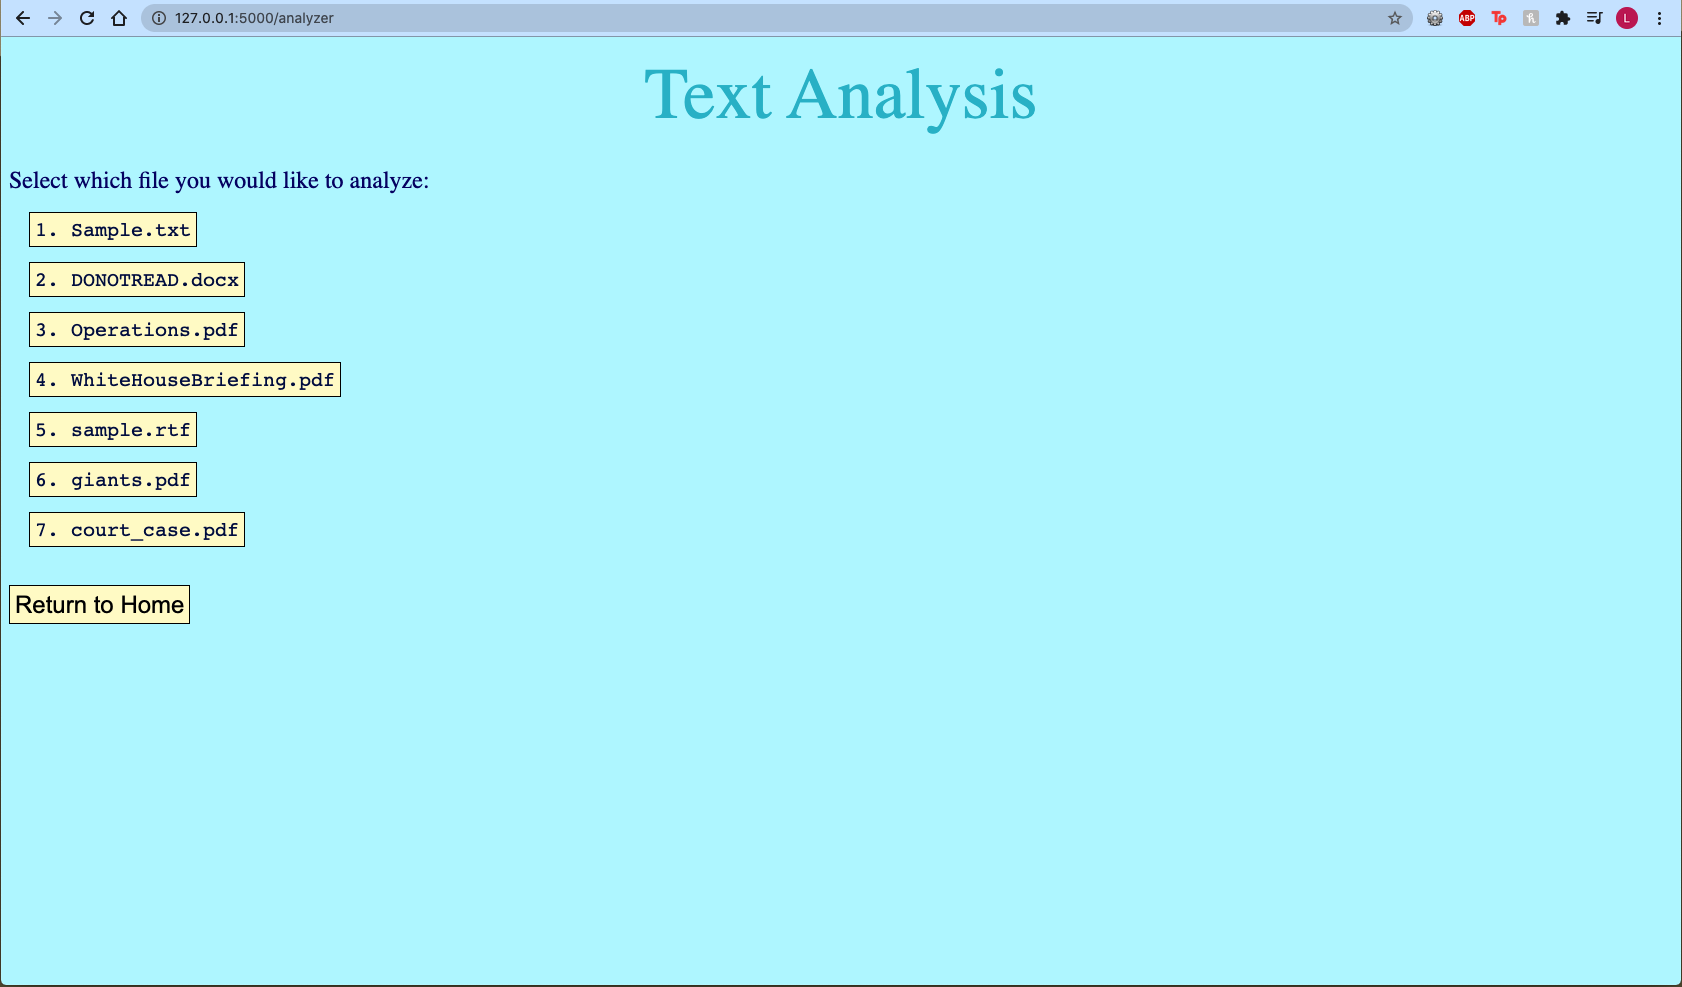 127.0.0.1:5000/analyzer
ABP
Tp
L
Text Analysis
Select which file you would like to analyze:
1. Sample.txt
2. DONOTREAD.docx
3. Operations.pdf
4. WhiteHouseBriefing.pdf
5. sample.rtf
6. giants.pdf
7. court_case.pdf
Return to Home